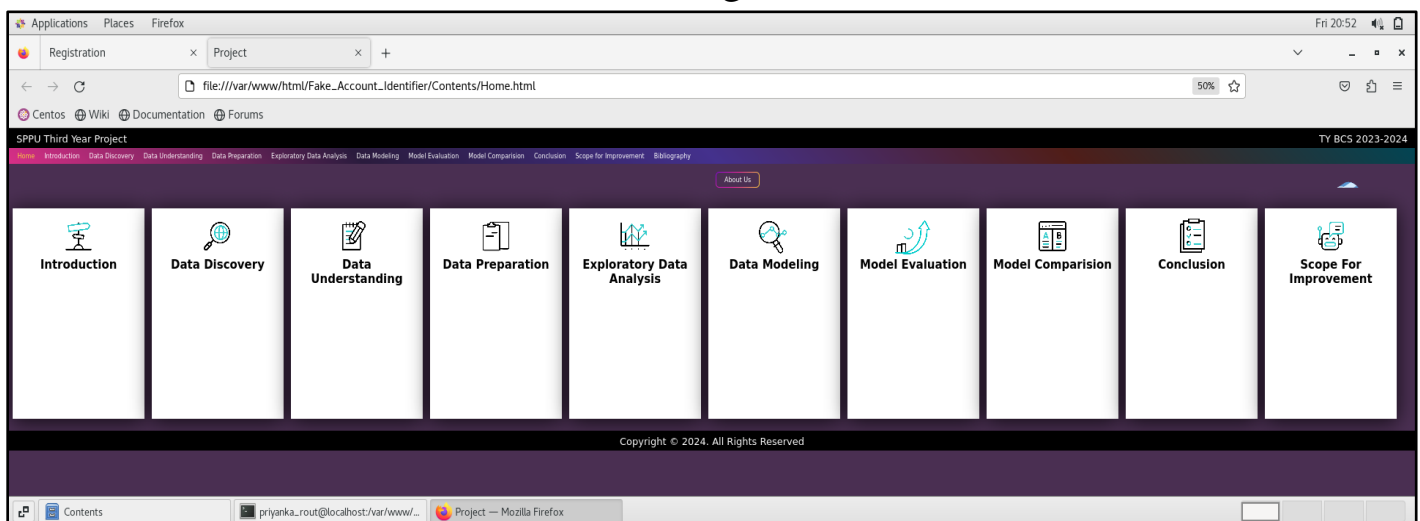 Applications Places Firefox Fri 20:52
Registration × Project × +
file:///var/www/html/Fake_Account_Identifier/Contents/Home.html 50%
Centos Wiki Documentation Forums
SPPU Third Year Project TY BCS 2023-2024
Home Introduction Data Discovery Data Understanding Data Preparation Exploratory Data Analysis Data Modeling Model Evaluation Model Comparision Conclusion Scope for Improvement Bibliography
About Us
Introduction
Data Discovery
Data
Understanding
Data Preparation
Exploratory Data
Analysis
Data Modeling
Model Evaluation
A B
Model Comparision
Conclusion
Scope For
Improvement
Copyright © 2024. All Rights Reserved
Contents priyanka_rout@localhost:/var/www/... Project — Mozilla Firefox